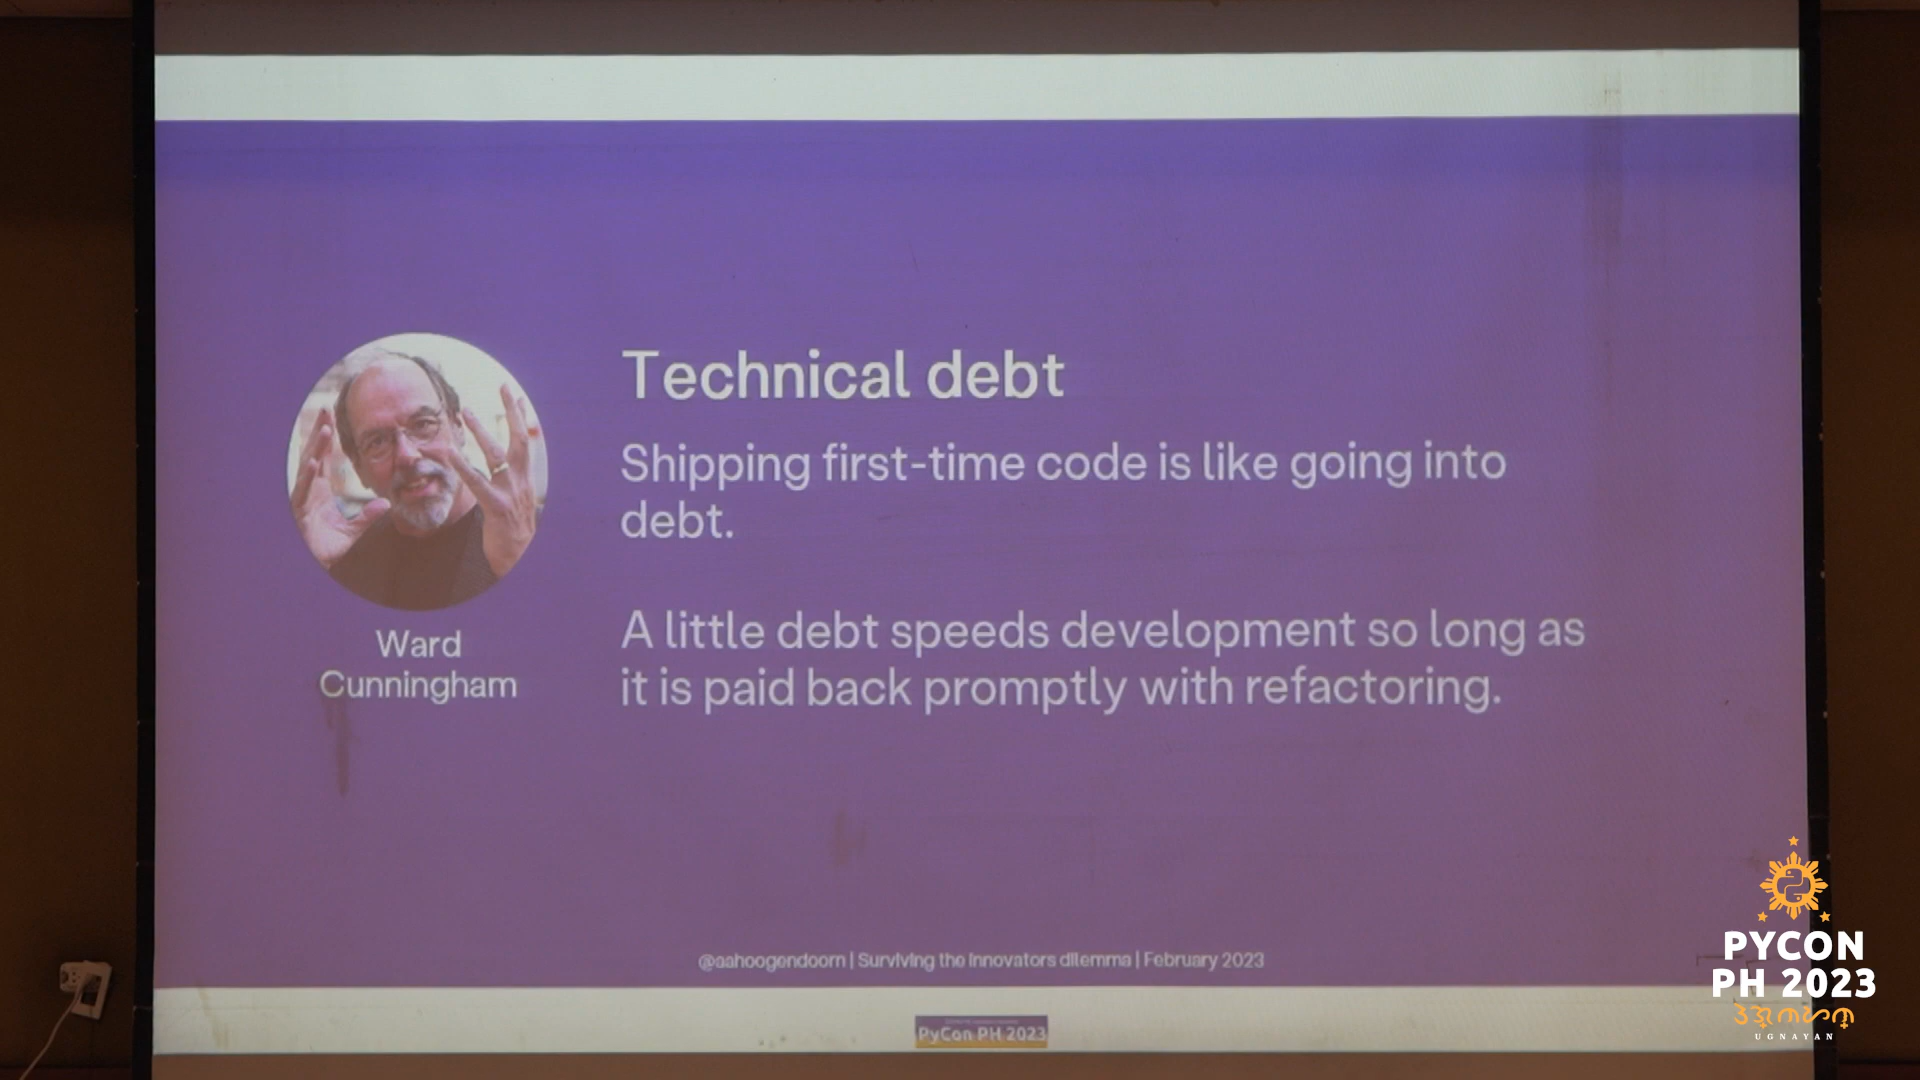 Technical debt
Shipping first-time code is like going into
debt.
A little debt speeds development so long as
it is paid back promptly with refactoring.
Ward
Cunningham
@aahoogendoorn | Surviving the innovators dilemma | February 2023
PyCon PH 2023
PYCON
PH 2023
UGNAYAN